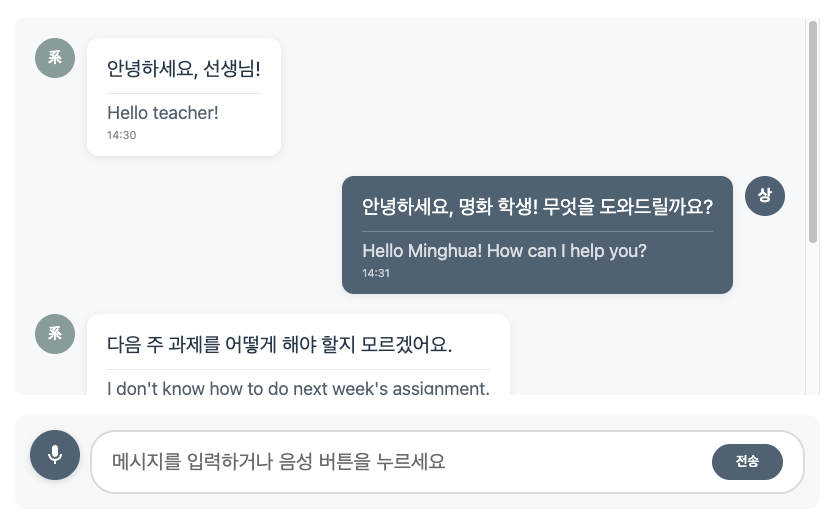 系
안녕하세요, 선생님!
Hello teacher!
14:30
안녕하세요, 명화 학생! 무엇을 도와드릴까요?
상
Hello Minghua! How can I help you?
14:31
系
다음 주 과제를 어떻게 해야 할지 모르겠어요.
I don't know how to do next week's assignment.
메시지를 입력하거나 음성 버튼을 누르세요
전송